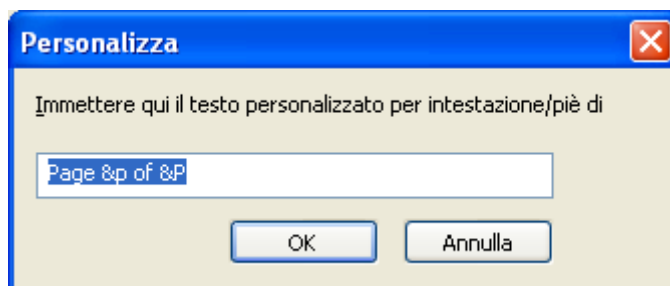 Personalizza
Immettere qui il testo personalizzato per intestazione/piè di
Page &p of &P
OK
Annulla